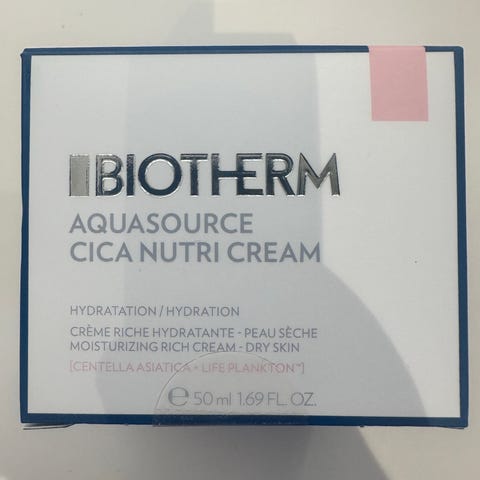 BIOTHERM
AQUASOURCE
CICA NUTRI CREAM
HYDRATATION / HYDRATION
CRÈME RICHE HYDRATANTE - PEAU SÈCHE
MOISTURIZING RICH CREAM - DRY SKIN
[CENTELLA ASIATICA + LIFE PLANKTON™]
℮ 50 ml 1.69 FL. OZ.